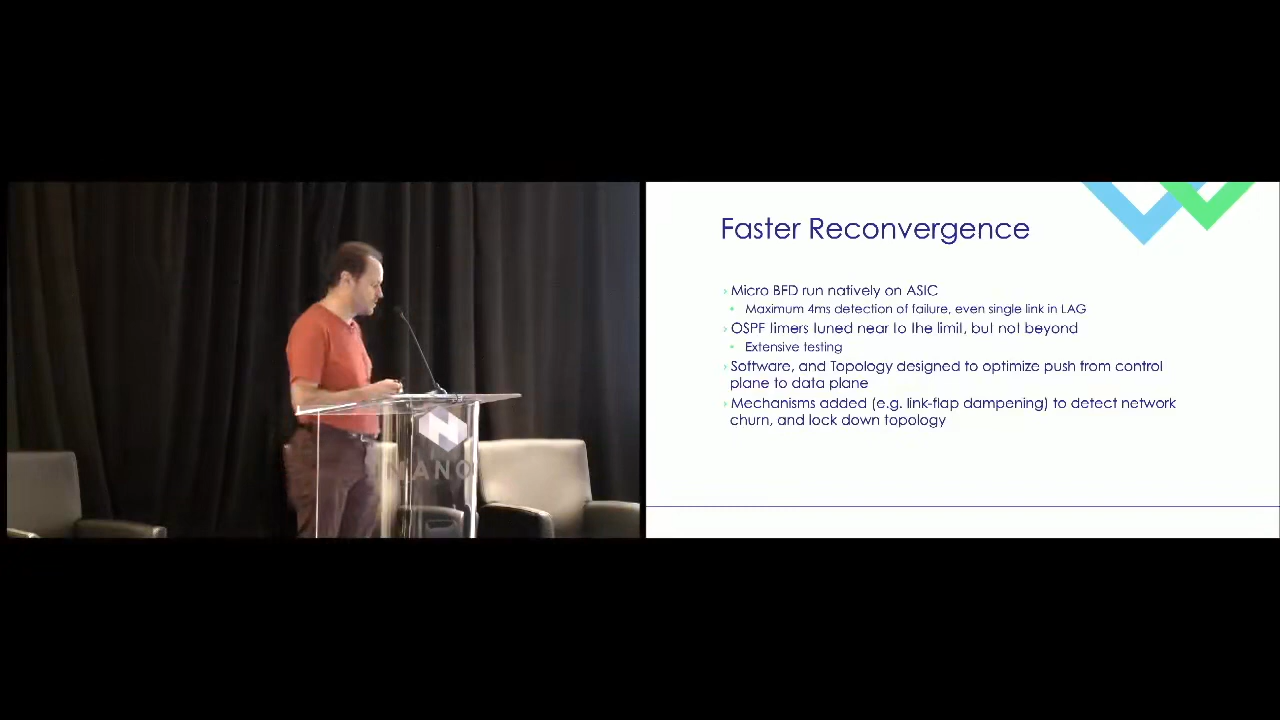 NANO
Faster Reconvergence
Micro BFD run natively on ASIC
Maximum 4ms detection of failure, even single link in LAG
OSPF timers tuned near to the limit, but not beyond
Extensive testing
Software, and Topology designed to optimize push from control
plane to data plane
Mechanisms added (e.g. link-flap dampening) to detect network
churn, and lock down topology